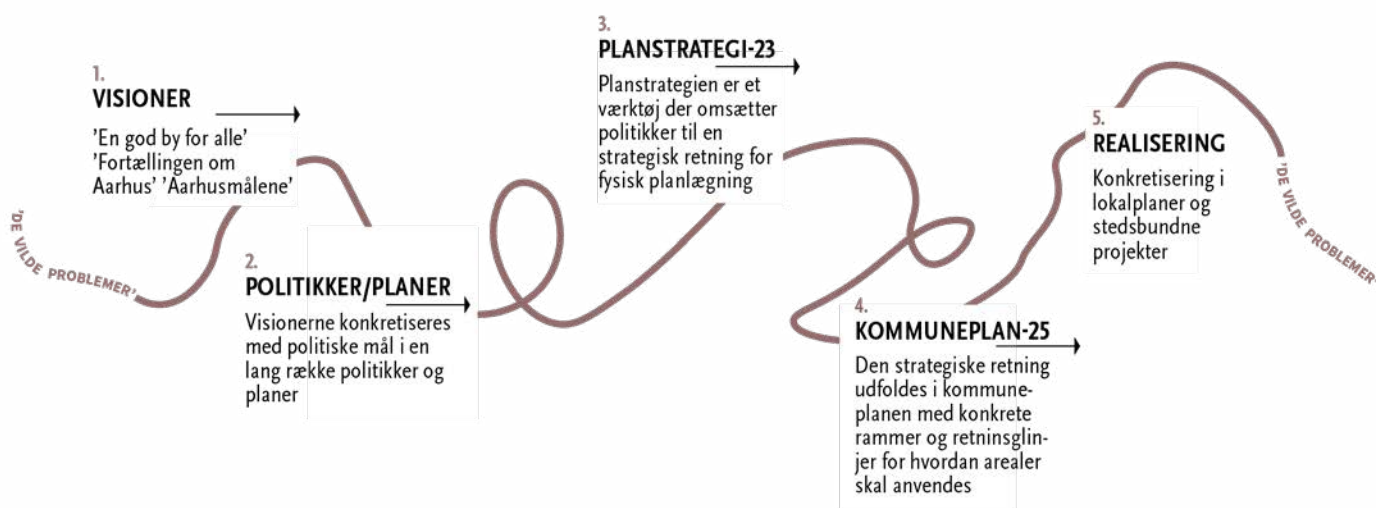 'DE VILDE PROBLEMER'
1.
VISIONER
'En god by for alle'
'Fortællingen om
Aarhus' 'Aarhusmålene'
2.
POLITIKKER/PLANER
Visionerne konkretiseres
med politiske mål i en
lang række politikker og
planer
3.
PLANSTRATEGI-23
Planstrategien er et
værktøj der omsætter
politikker til en
strategisk retning for
fysisk planlægning
4.
KOMMUNEPLAN-25
Den strategiske retning
udfoldes i kommune-
planen med konkrete
rammer og retninsglin-
jer for hvordan arealer
skal anvendes
5.
REALISERING
Konkretisering i
lokalplaner og
stedsbundne
projekter
'DE VILDE PROBLEMER'